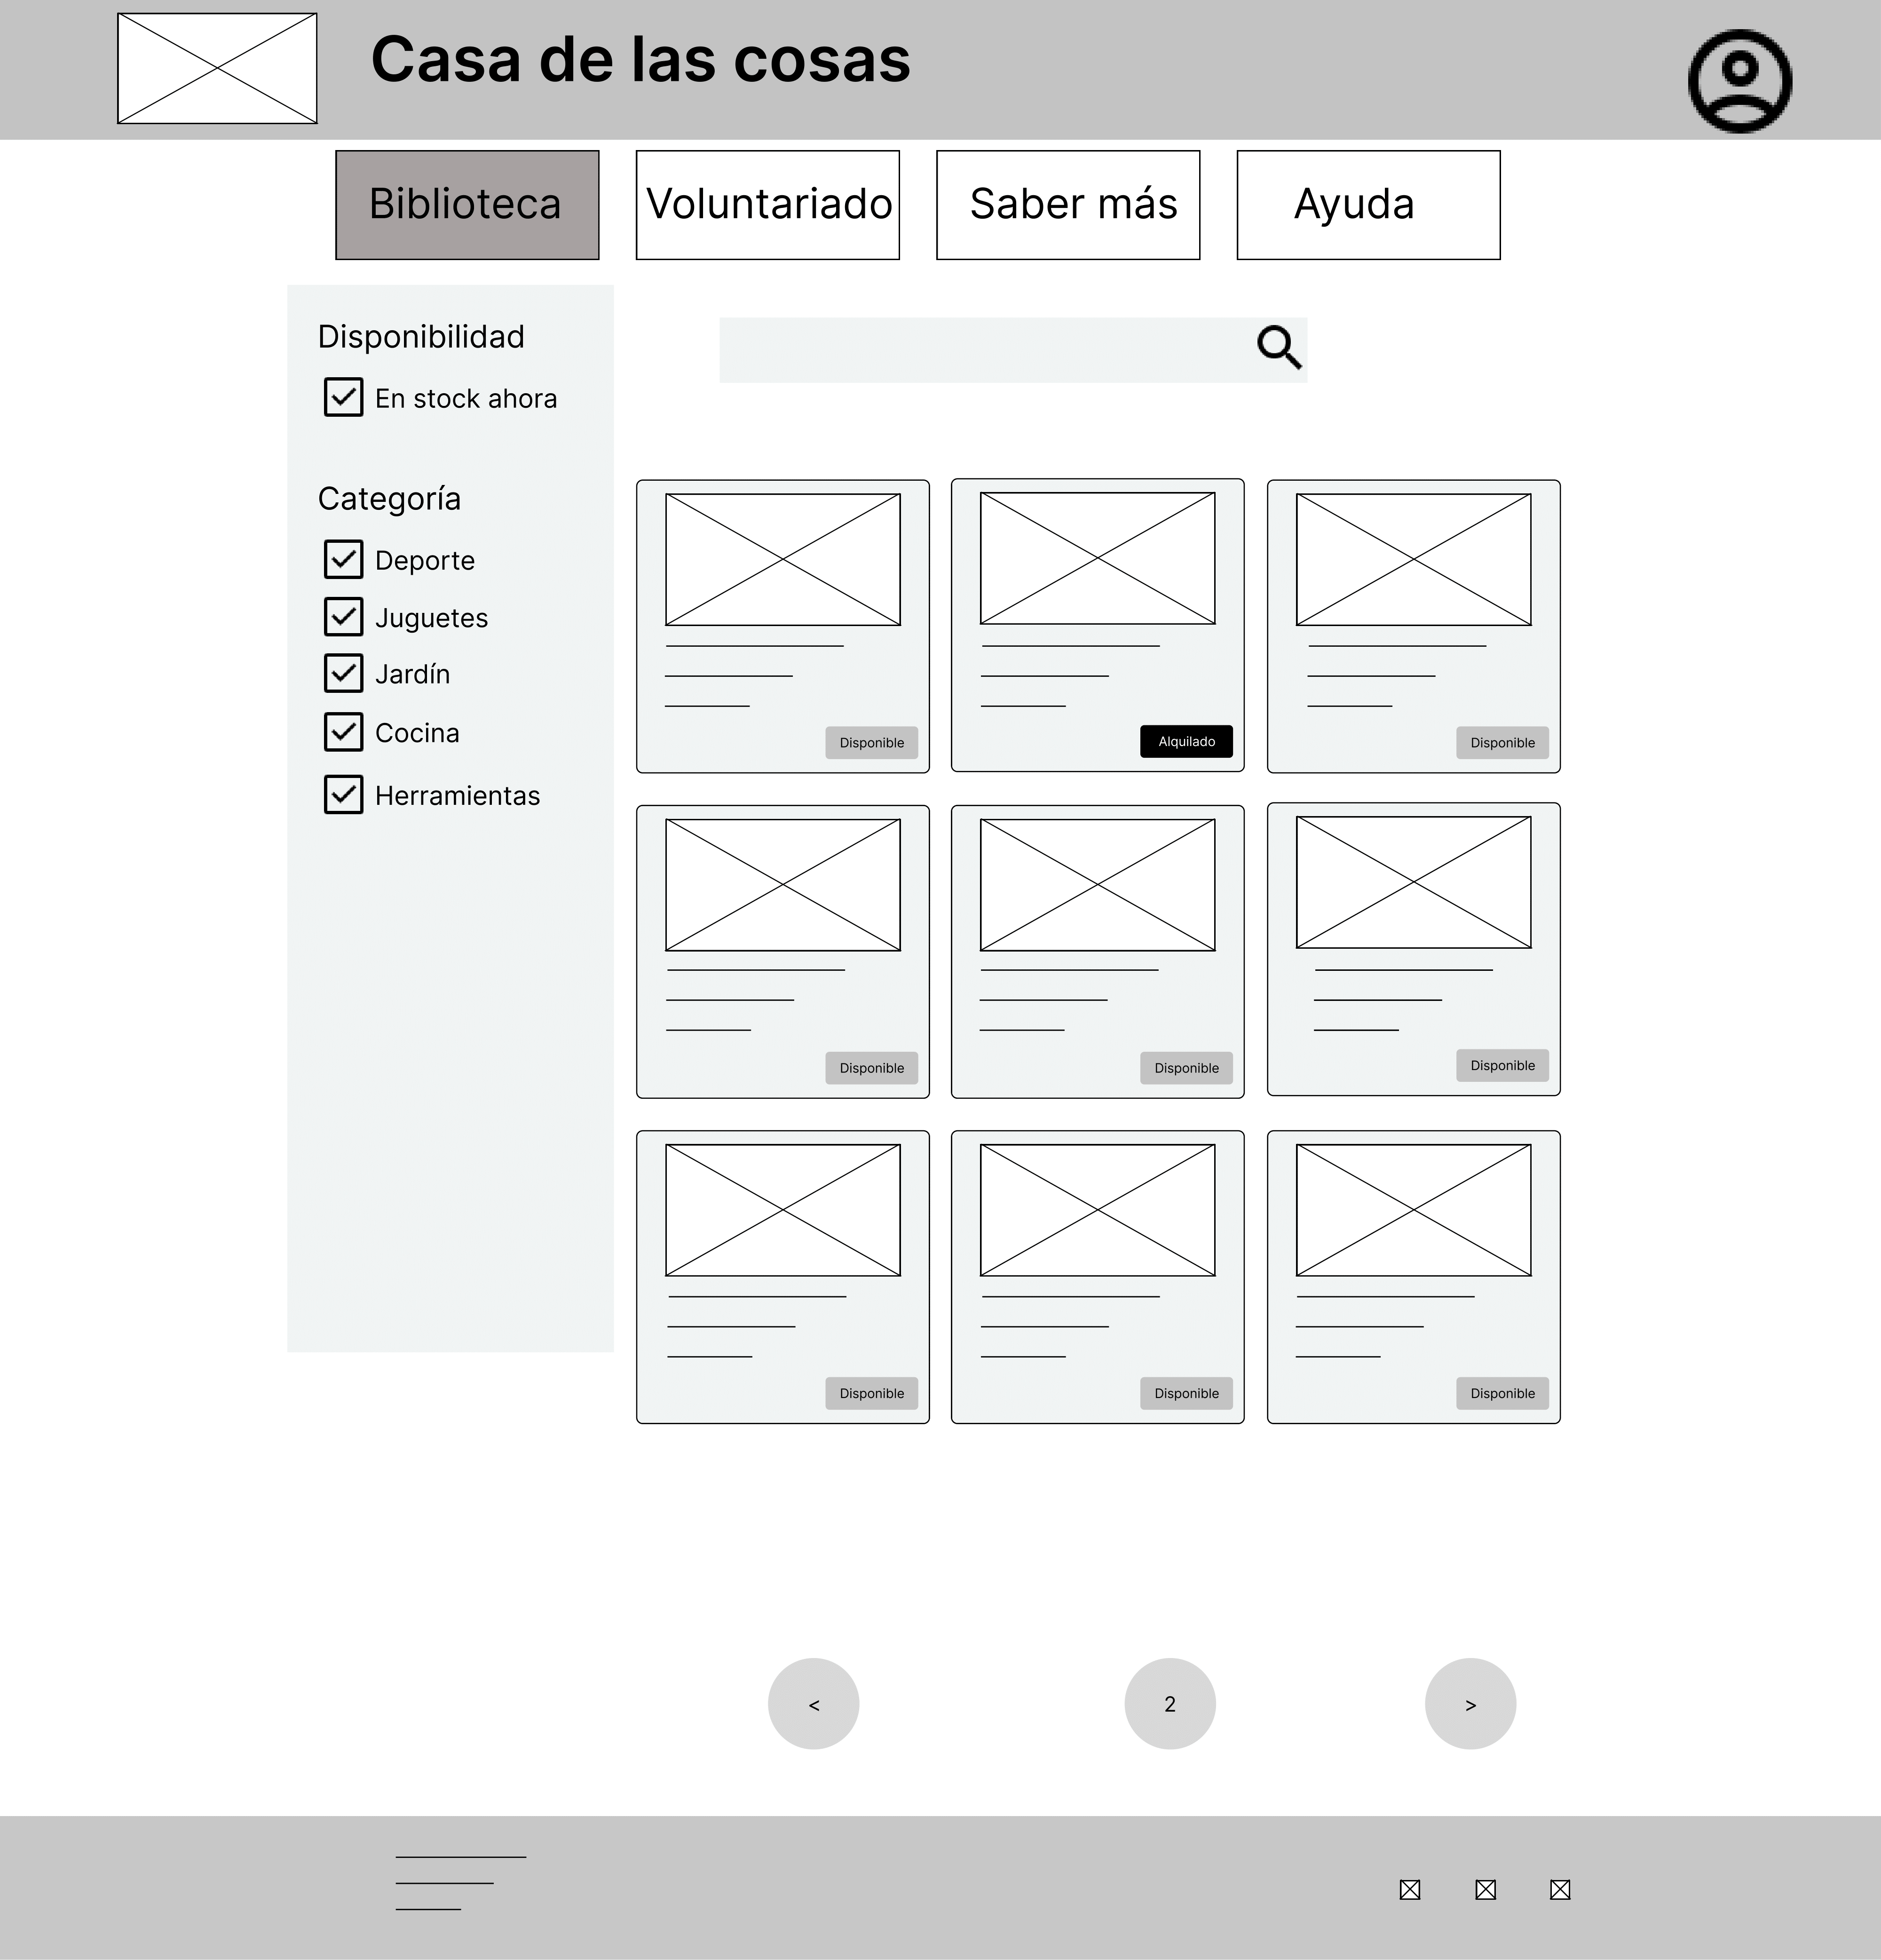 Casa de las cosas
Biblioteca Voluntariado Saber más Ayuda
Disponibilidad
En stock ahora
Categoría
Deporte
Juguetes
Jardín
Cocina
Herramientas
Disponible Alquilado Disponible
Disponible Disponible Disponible
Disponible Disponible Disponible
< 2 >